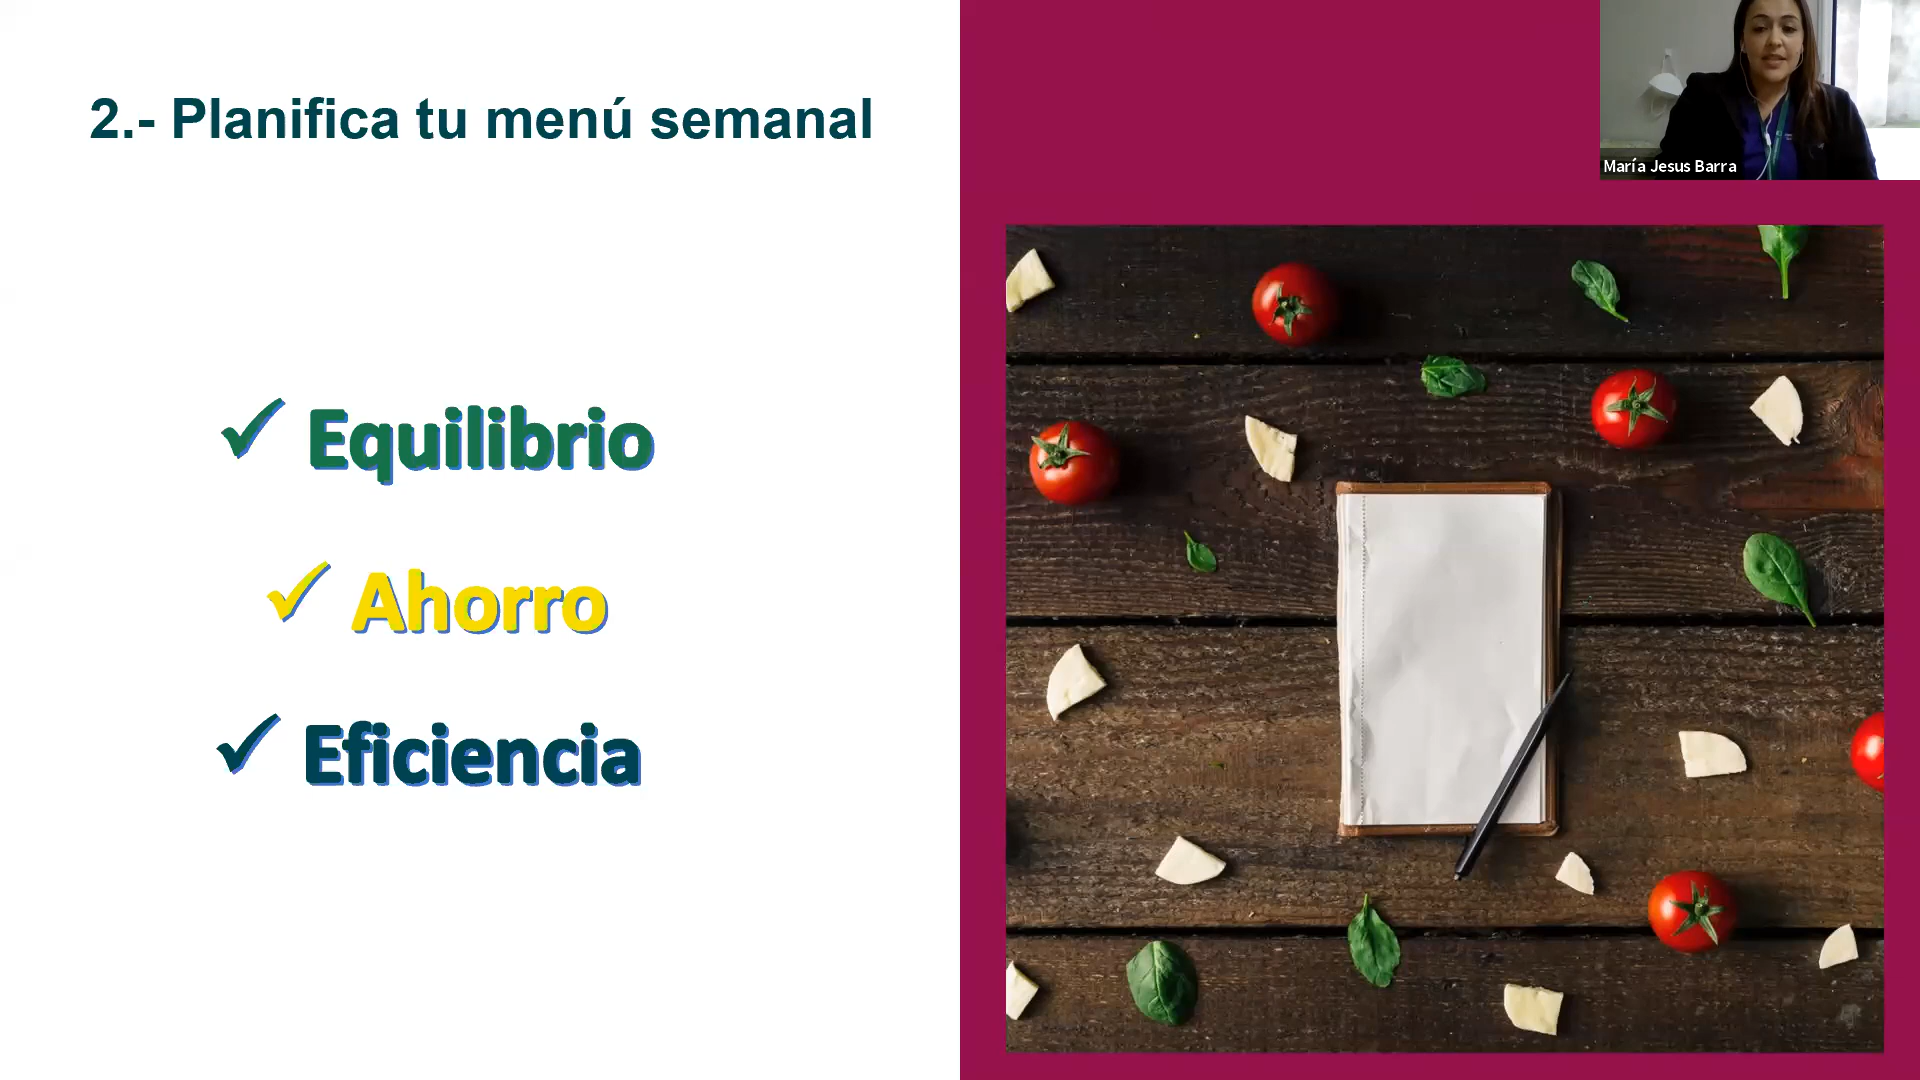 2.- Planifica tu menú semanal
María Jesus Barra
✓ Equilibrio
✓ Ahorro
✓ Eficiencia